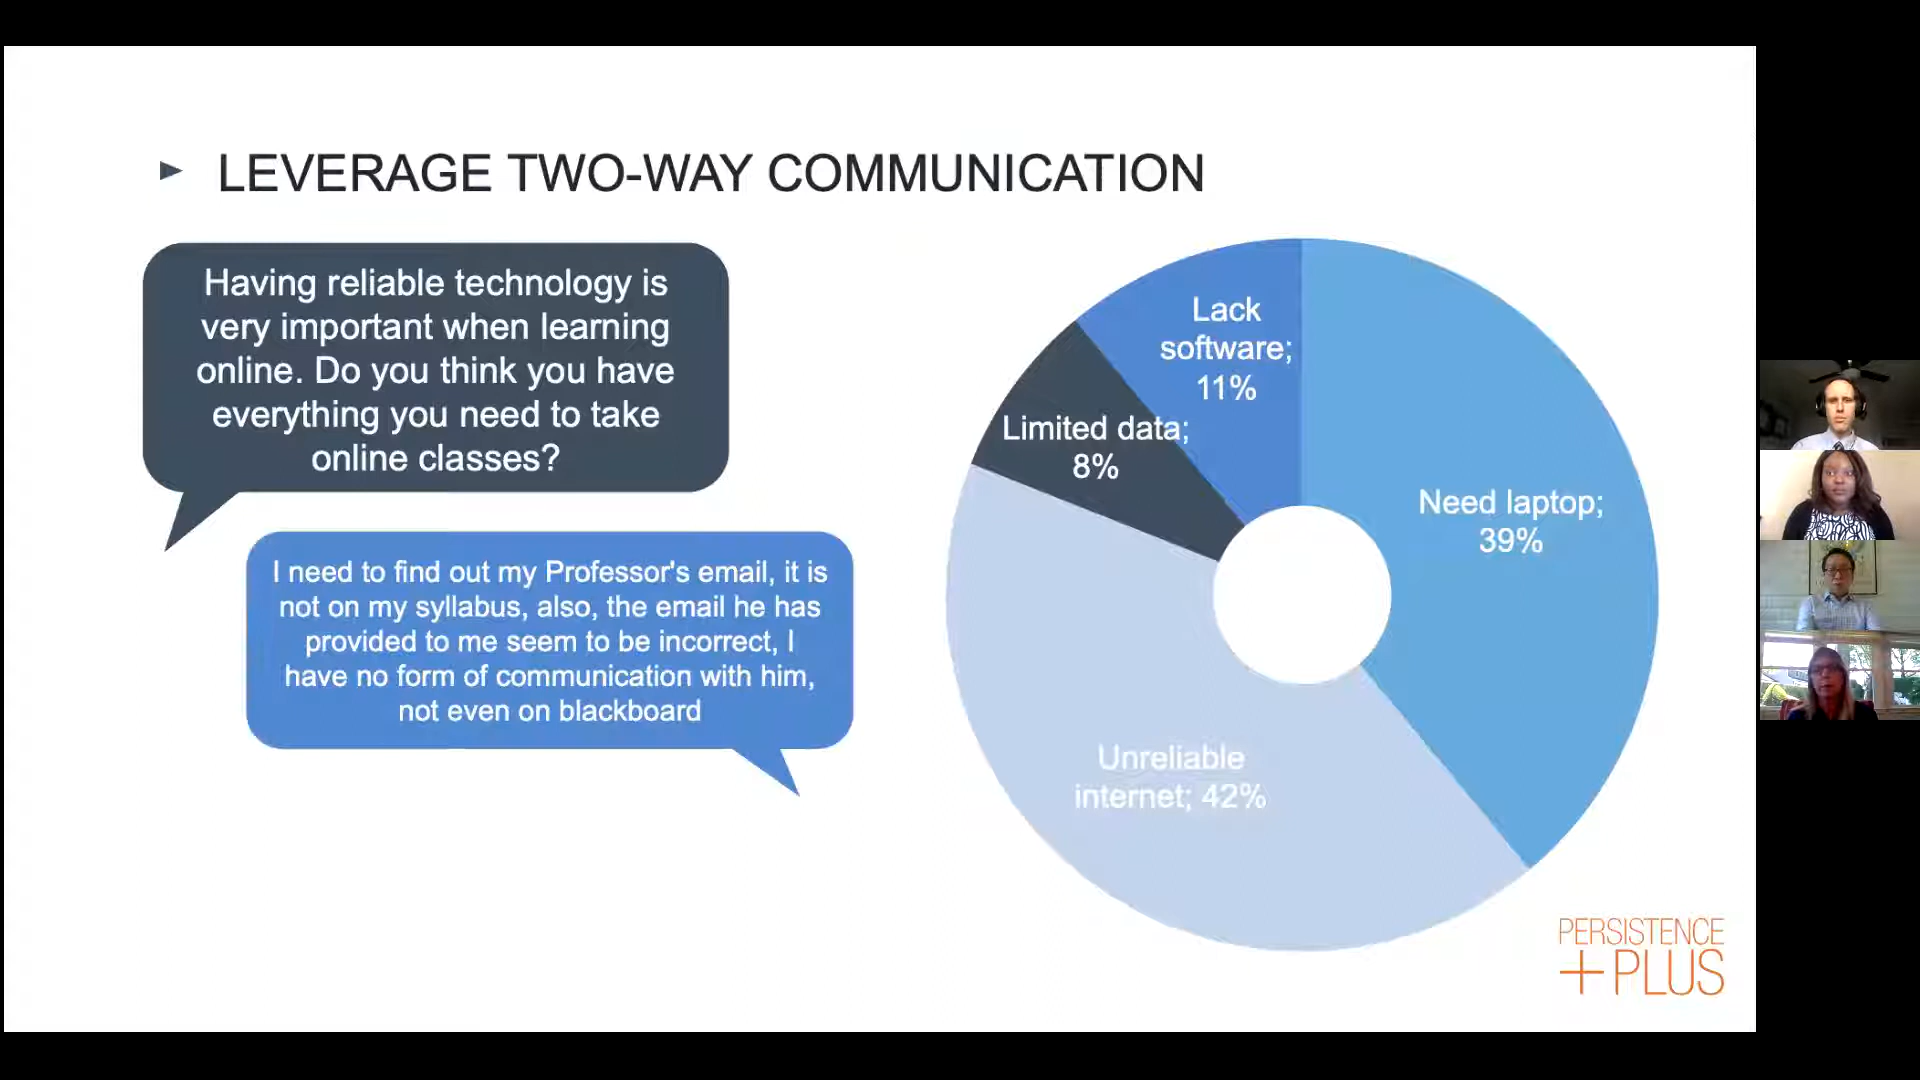 LEVERAGE TWO-WAY COMMUNICATION
Having reliable technology is
very important when learning
online. Do you think you have
everything you need to take
online classes?
I need to find out my Professor's email, it is
not on my syllabus, also, the email he has
provided to me seem to be incorrect, I
have no form of communication with him,
not even on blackboard
Lack
software;
11%
Limited data;
8%
Need laptop;
39%
Unreliable
internet; 42%
PERSISTENCE
+PLUS